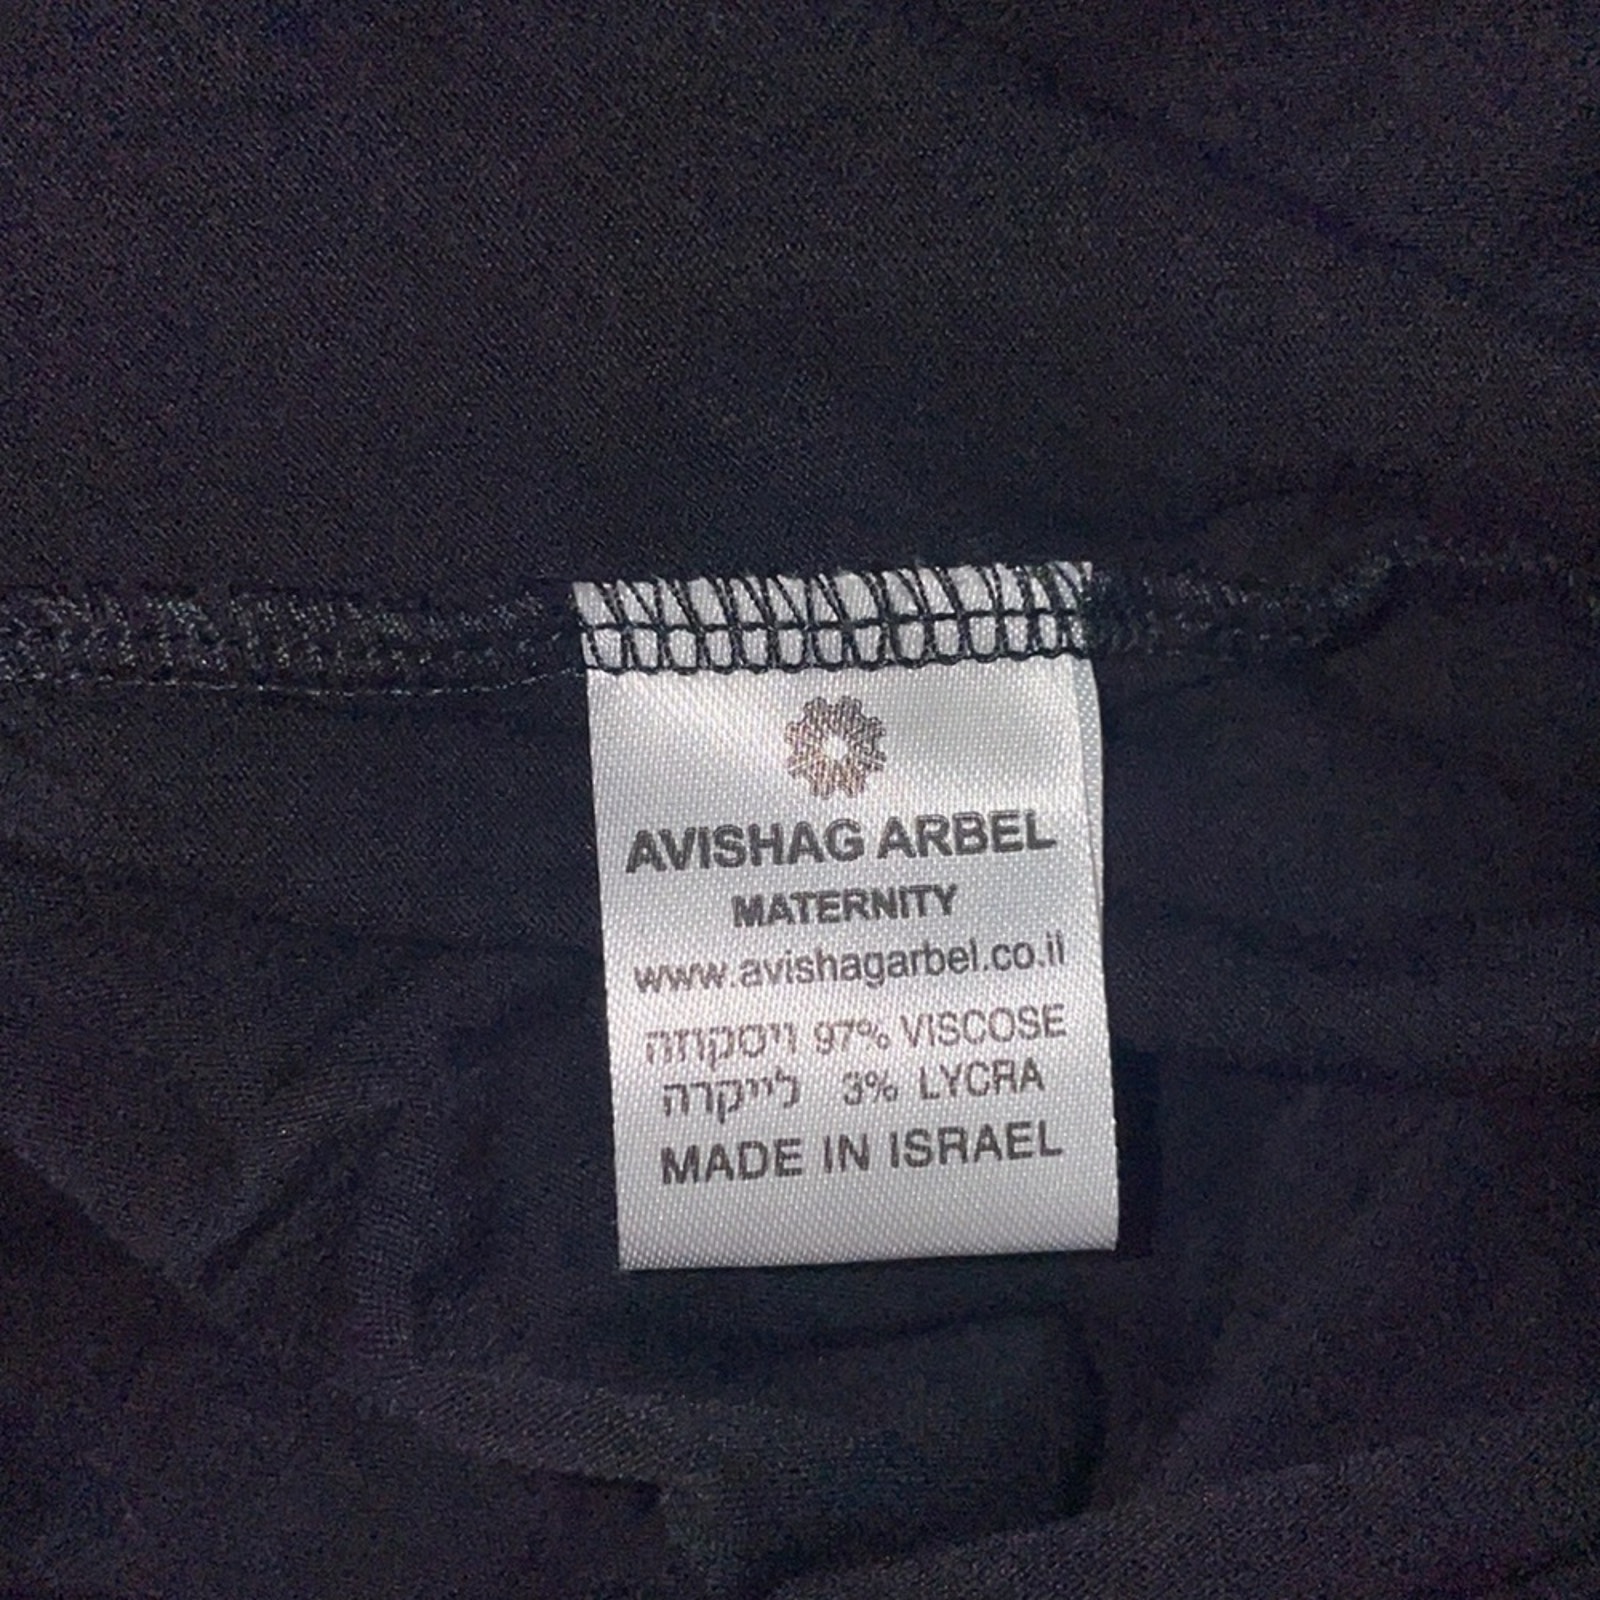 AVISHAG ARBEL
MATERNITY
www.avishagarbel.co.il
ויסקוזה 97% VISCOSE
לייקרה 3% LYCRA
MADE IN ISRAEL